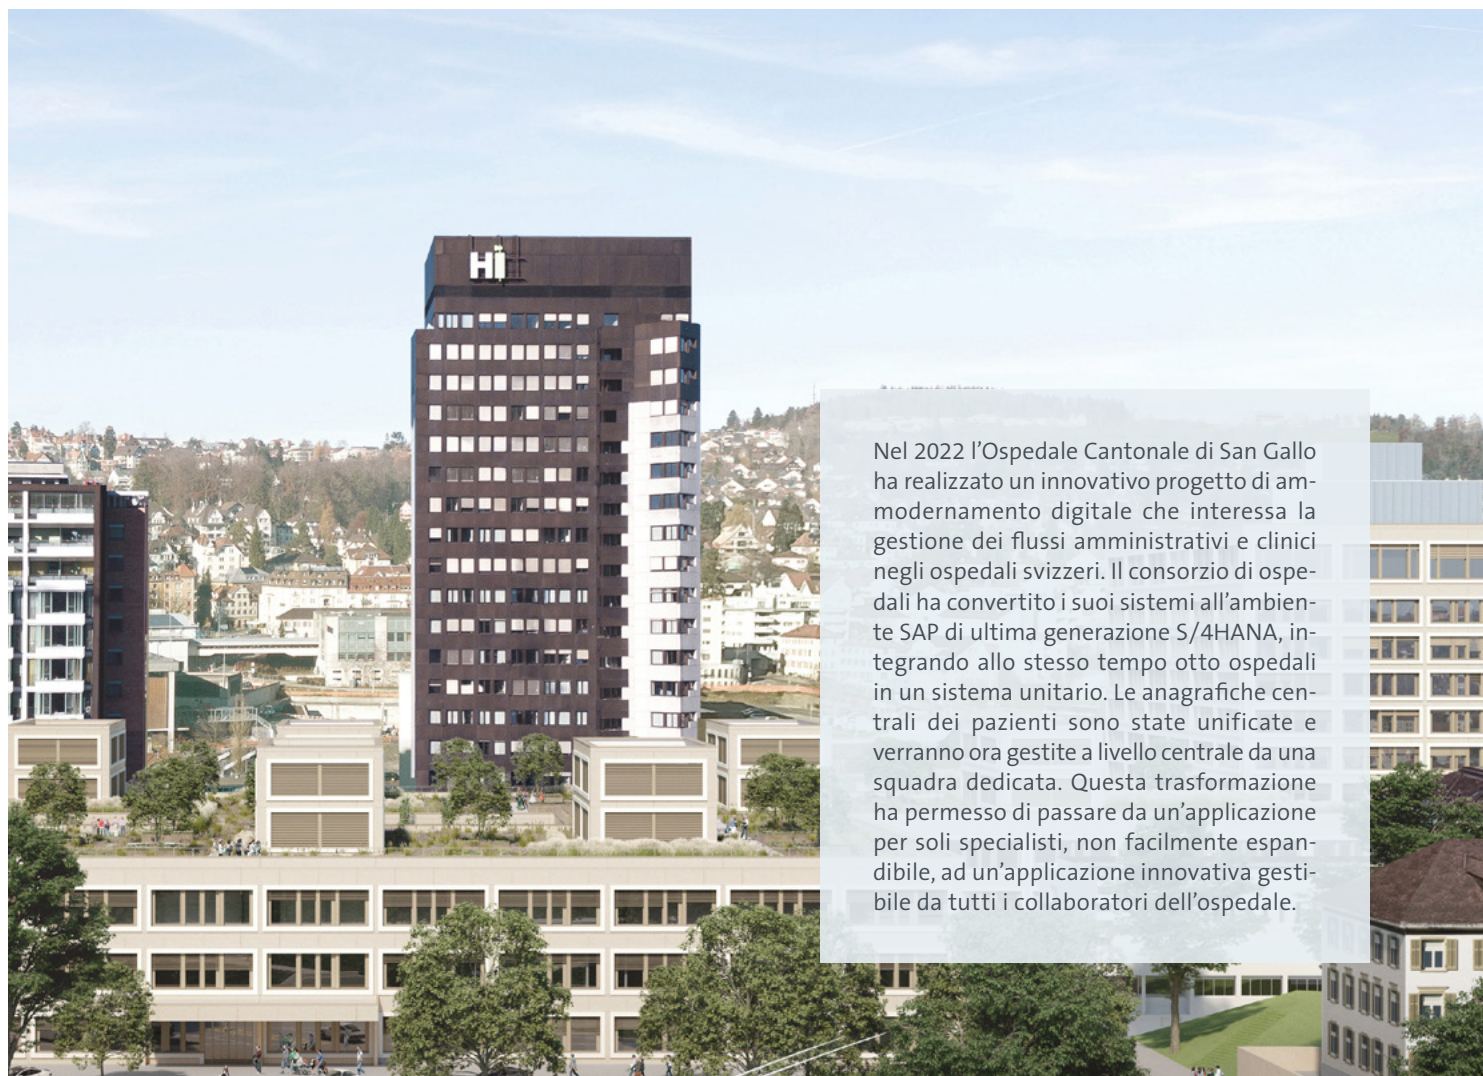 Hi
Nel 2022 l’Ospedale Cantonale di San Gallo
ha realizzato un innovativo progetto di am-
modernamento digitale che interessa la
gestione dei flussi amministrativi e clinici
negli ospedali svizzeri. Il consorzio di ospe-
dali ha convertito i suoi sistemi all’ambien-
te SAP di ultima generazione S/4HANA, in-
tegrando allo stesso tempo otto ospedali
in un sistema unitario. Le anagrafiche cen-
trali dei pazienti sono state unificate e
verranno ora gestite a livello centrale da una
squadra dedicata. Questa trasformazione
ha permesso di passare da un’applicazione
per soli specialisti, non facilmente espan-
dibile, ad un’applicazione innovativa gesti-
bile da tutti i collaboratori dell’ospedale.